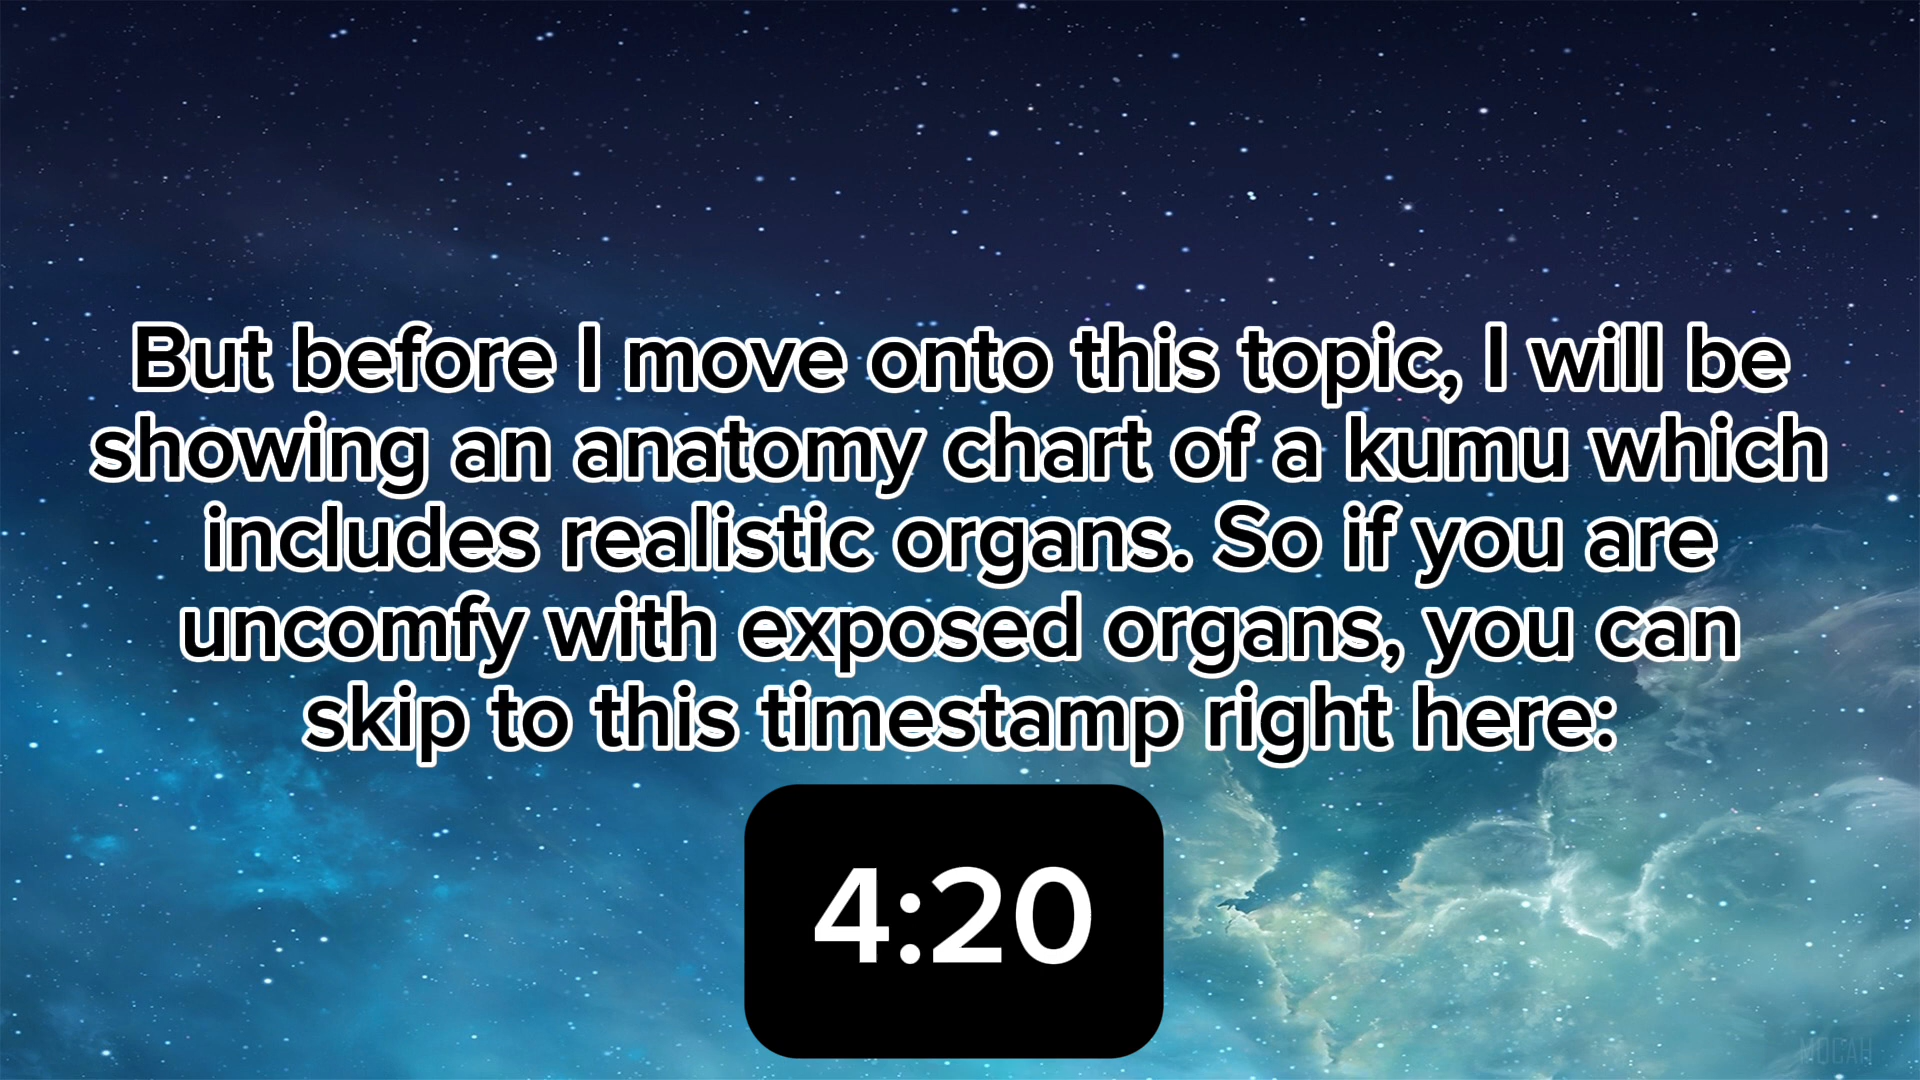 But before I move onto this topic, I will be
showing an anatomy chart of a kumu which
includes realistic organs. So if you are
uncomfy with exposed organs, you can
skip to this timestamp right here:
4:20
MOCAH